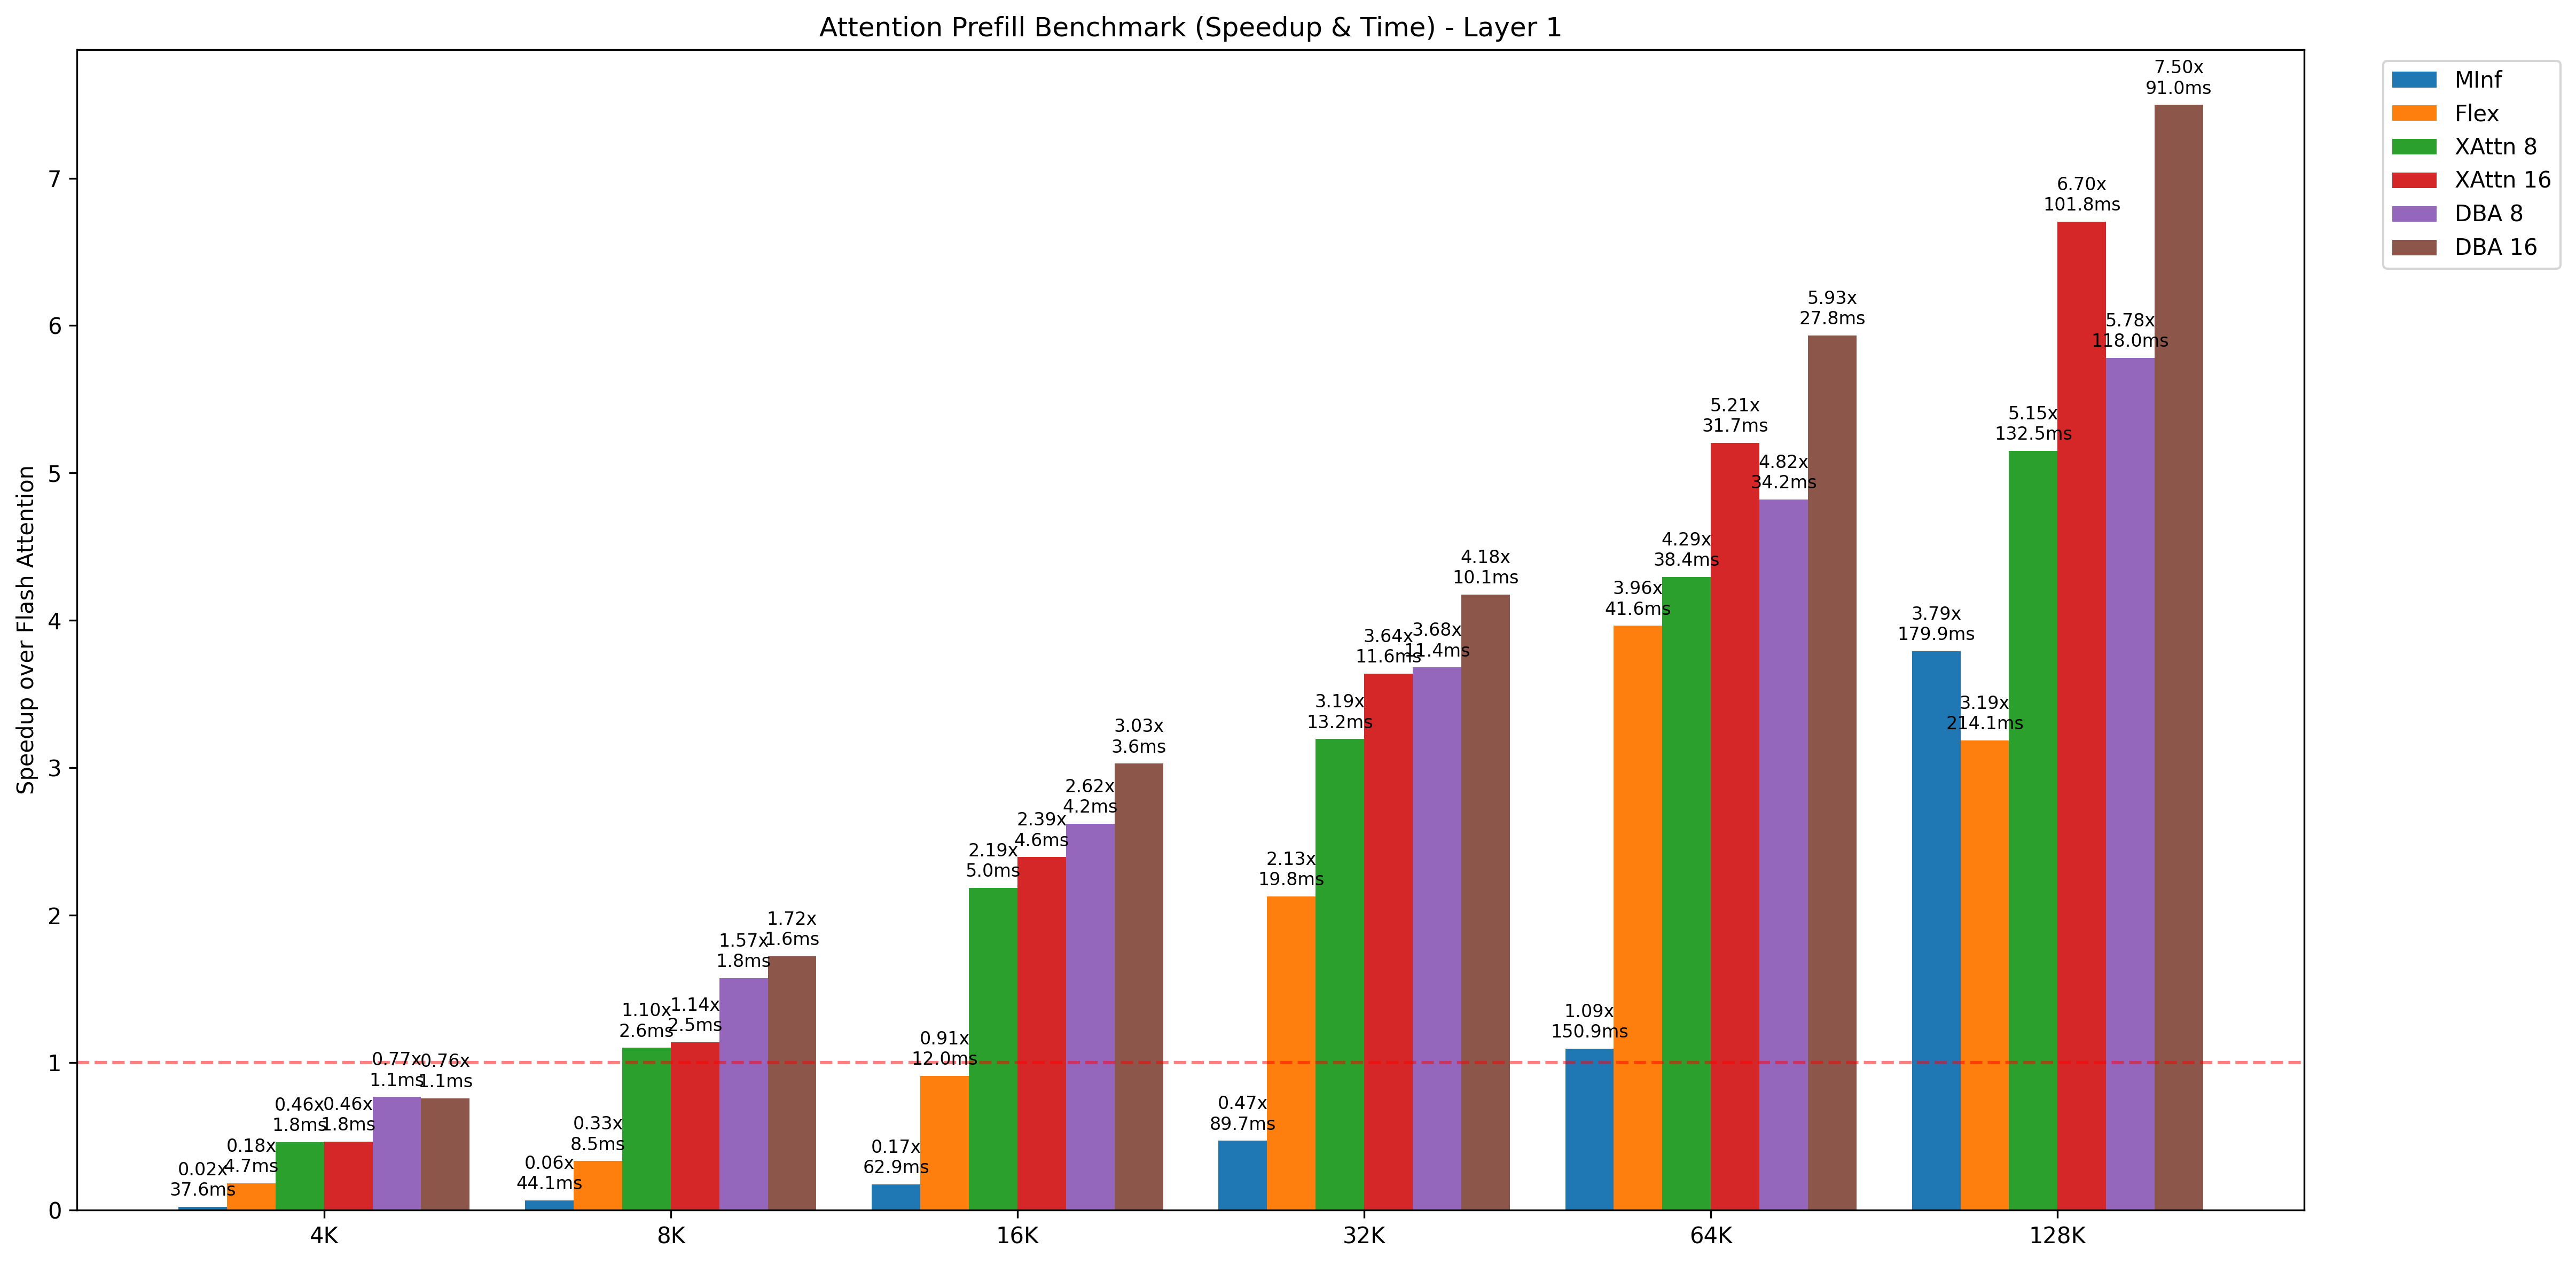 Attention Prefill Benchmark (Speedup & Time) - Layer 1
Speedup over Flash Attention
7
6
5
4
3
2
1
0
0.02x
37.6ms
0.18x
4.7ms
0.46x
1.8ms
0.46x
1.8ms
0.77x
1.1ms
0.76x
1.1ms
4K
0.06x
44.1ms
0.33x
8.5ms
1.10x
2.6ms
1.14x
2.5ms
1.57x
1.8ms
1.72x
1.6ms
8K
0.17x
62.9ms
0.91x
12.0ms
2.19x
5.0ms
2.39x
4.6ms
2.62x
4.2ms
3.03x
3.6ms
16K
0.47x
89.7ms
2.13x
19.8ms
3.19x
13.2ms
3.64x
11.6ms
3.68x
11.4ms
4.18x
10.1ms
32K
1.09x
150.9ms
3.96x
41.6ms
4.29x
38.4ms
5.21x
31.7ms
4.82x
34.2ms
5.93x
27.8ms
64K
3.79x
179.9ms
3.19x
214.1ms
5.15x
132.5ms
6.70x
101.8ms
5.78x
118.0ms
7.50x
91.0ms
128K
MInf
Flex
XAttn 8
XAttn 16
DBA 8
DBA 16